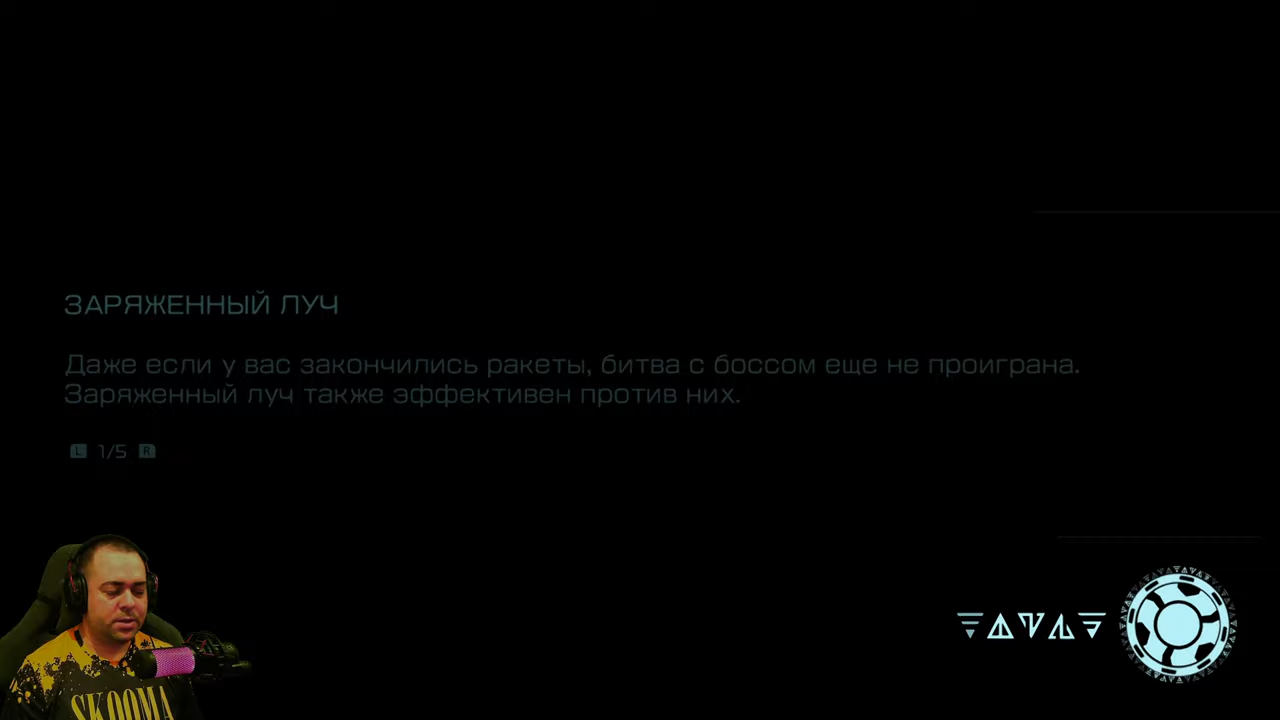 ЗАРЯЖЕННЫЙ ЛУЧ
Даже если у вас закончились ракеты, битва с боссом еще не проиграна.
Заряженный луч также эффективен против них.
L 1/5 R
SKOOMA